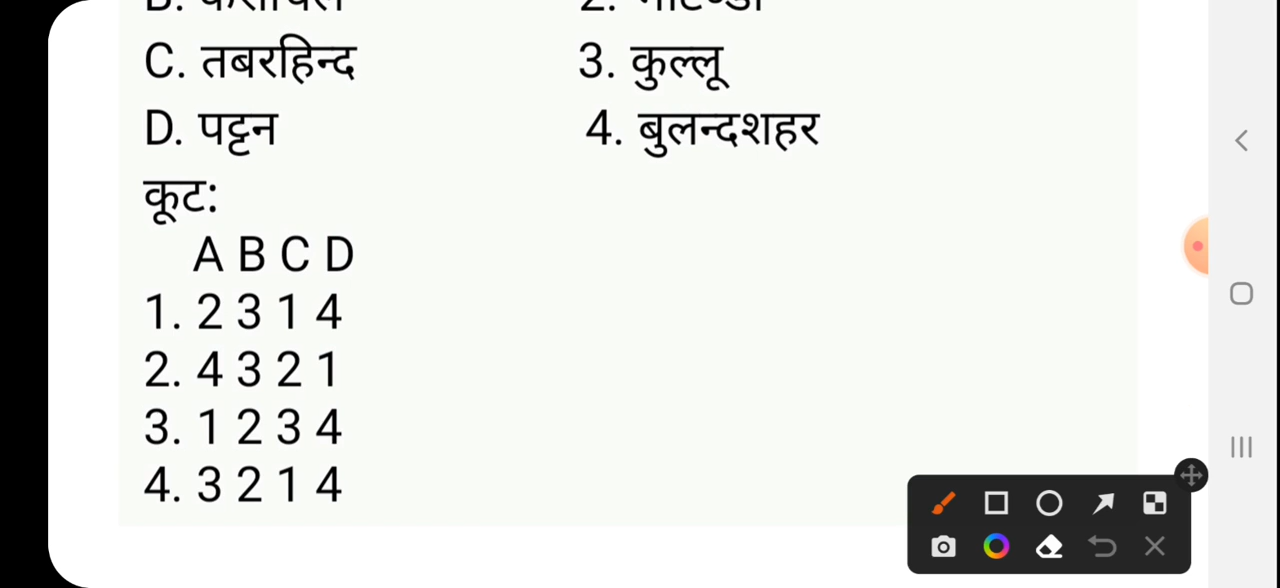 C. तबरहिन्द 3. कुल्लू
D. पट्टन 4. बुलन्दशहर
कूट:
A B C D
1. 2 3 1 4
2. 4 3 2 1
3. 1 2 3 4
4. 3 2 1 4